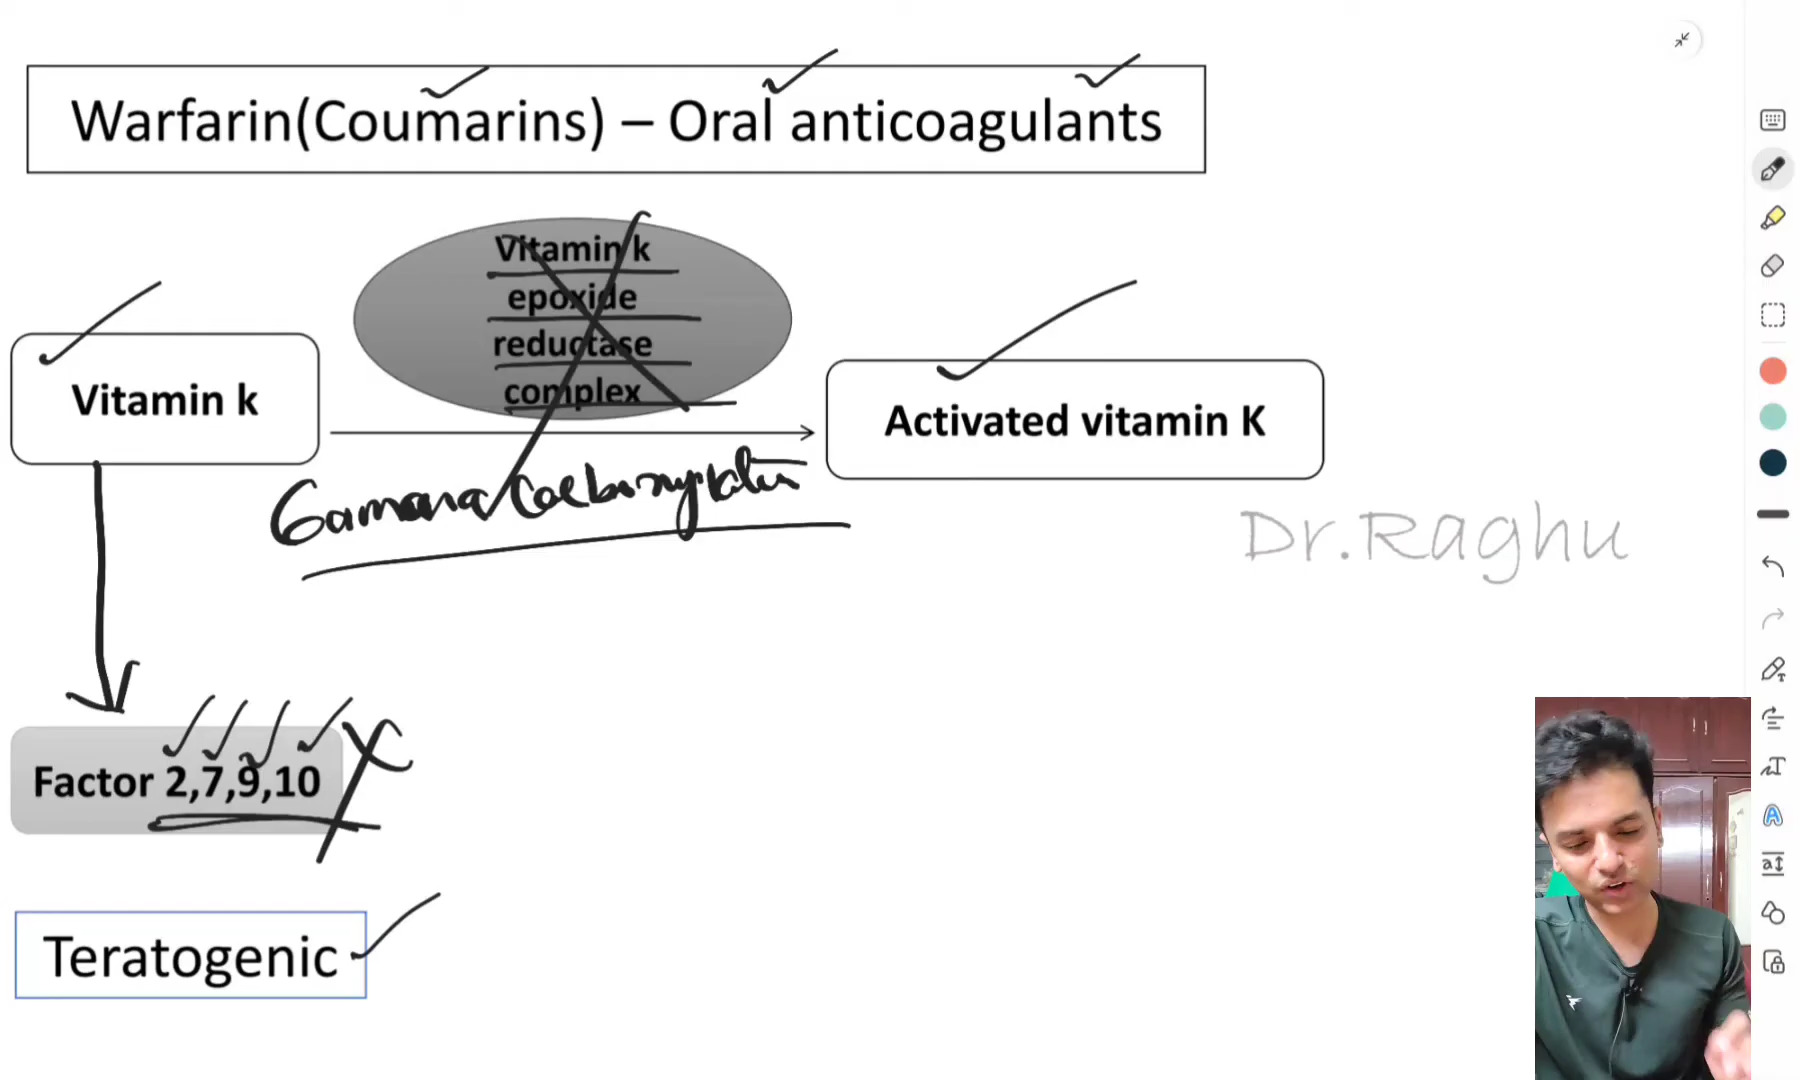 Warfarin(Coumarins) – Oral anticoagulants
Vitamin k
epoxide
reductase
complex
Vitamin k
Activated vitamin K
Gamma Carboxylation
Dr.Raghu
Factor 2,7,9,10
Teratogenic